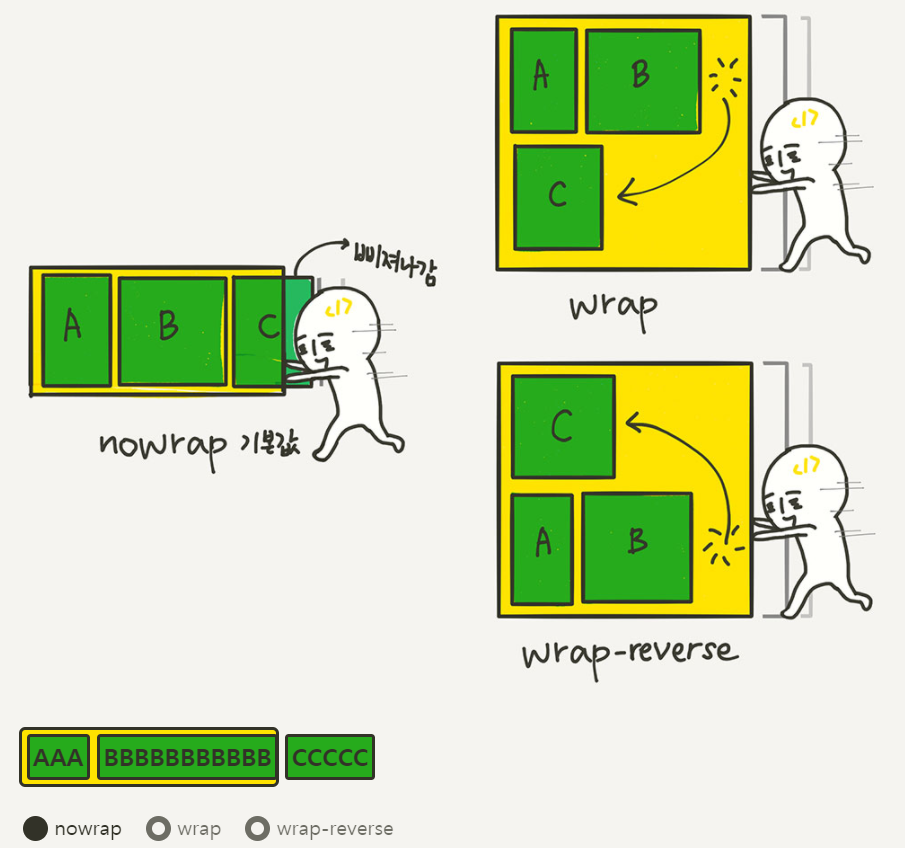 A B
C
wrap
삐져나감
A B C
nowrap 기본값
C
A B
wrap-reverse
AAA BBBBBBBBBBB CCCCC
nowrap wrap wrap-reverse